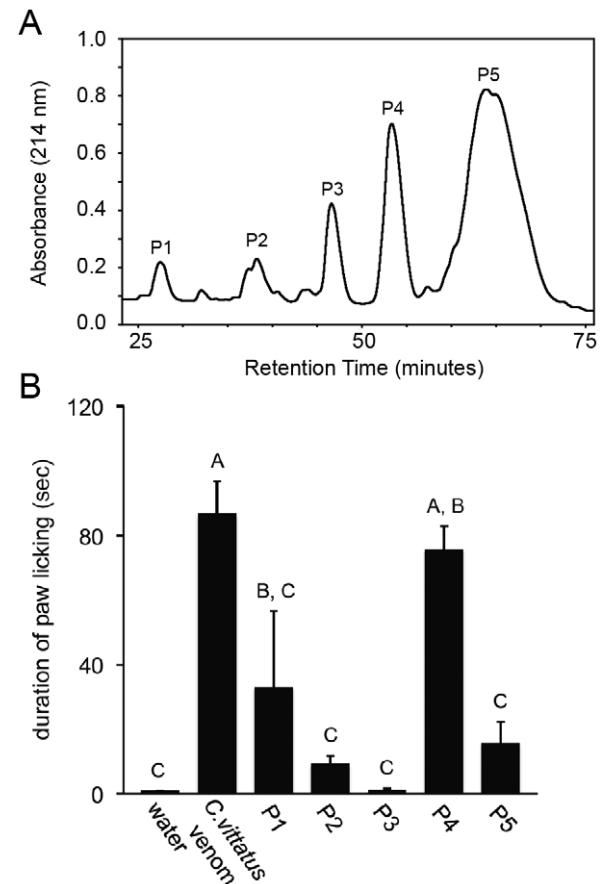 A
1.0
0.8
0.6
0.4
0.2
0.0
Absorbance (214 nm)
P1
P2
P3
P4
P5
25
50
75
Retention Time (minutes)
B
120
80
40
0
duration of paw licking (sec)
C
A
B, C
C
C
A, B
C
water
C.vittatus
venom
P1
P2
P3
P4
P5